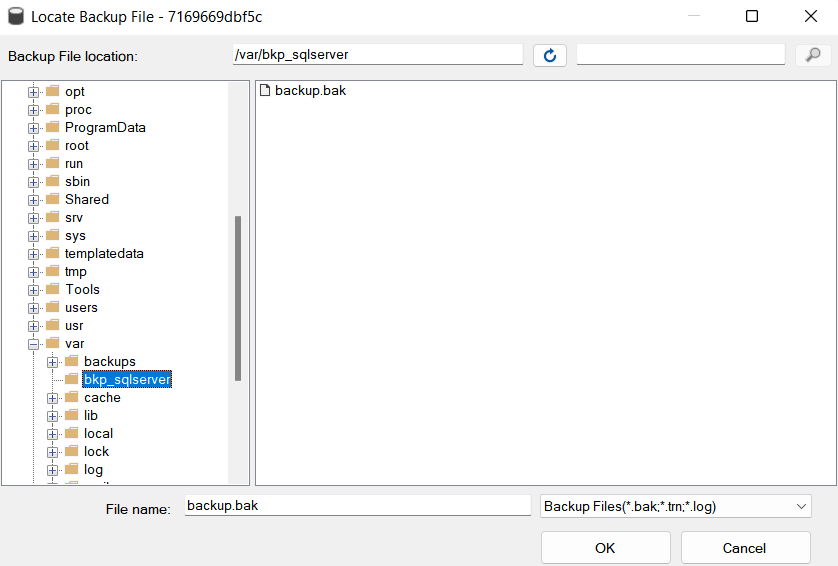 Locate Backup File - 7169669dbf5c
Backup File location:
/var/bkp_sqlserver
opt
proc
ProgramData
root
run
sbin
Shared
srv
sys
templatedata
tmp
Tools
users
usr
var
backups
bkp_sqlserver
cache
lib
local
lock
log
backup.bak
File name:
backup.bak
Backup Files(*.bak;*.trn;*.log)
OK
Cancel